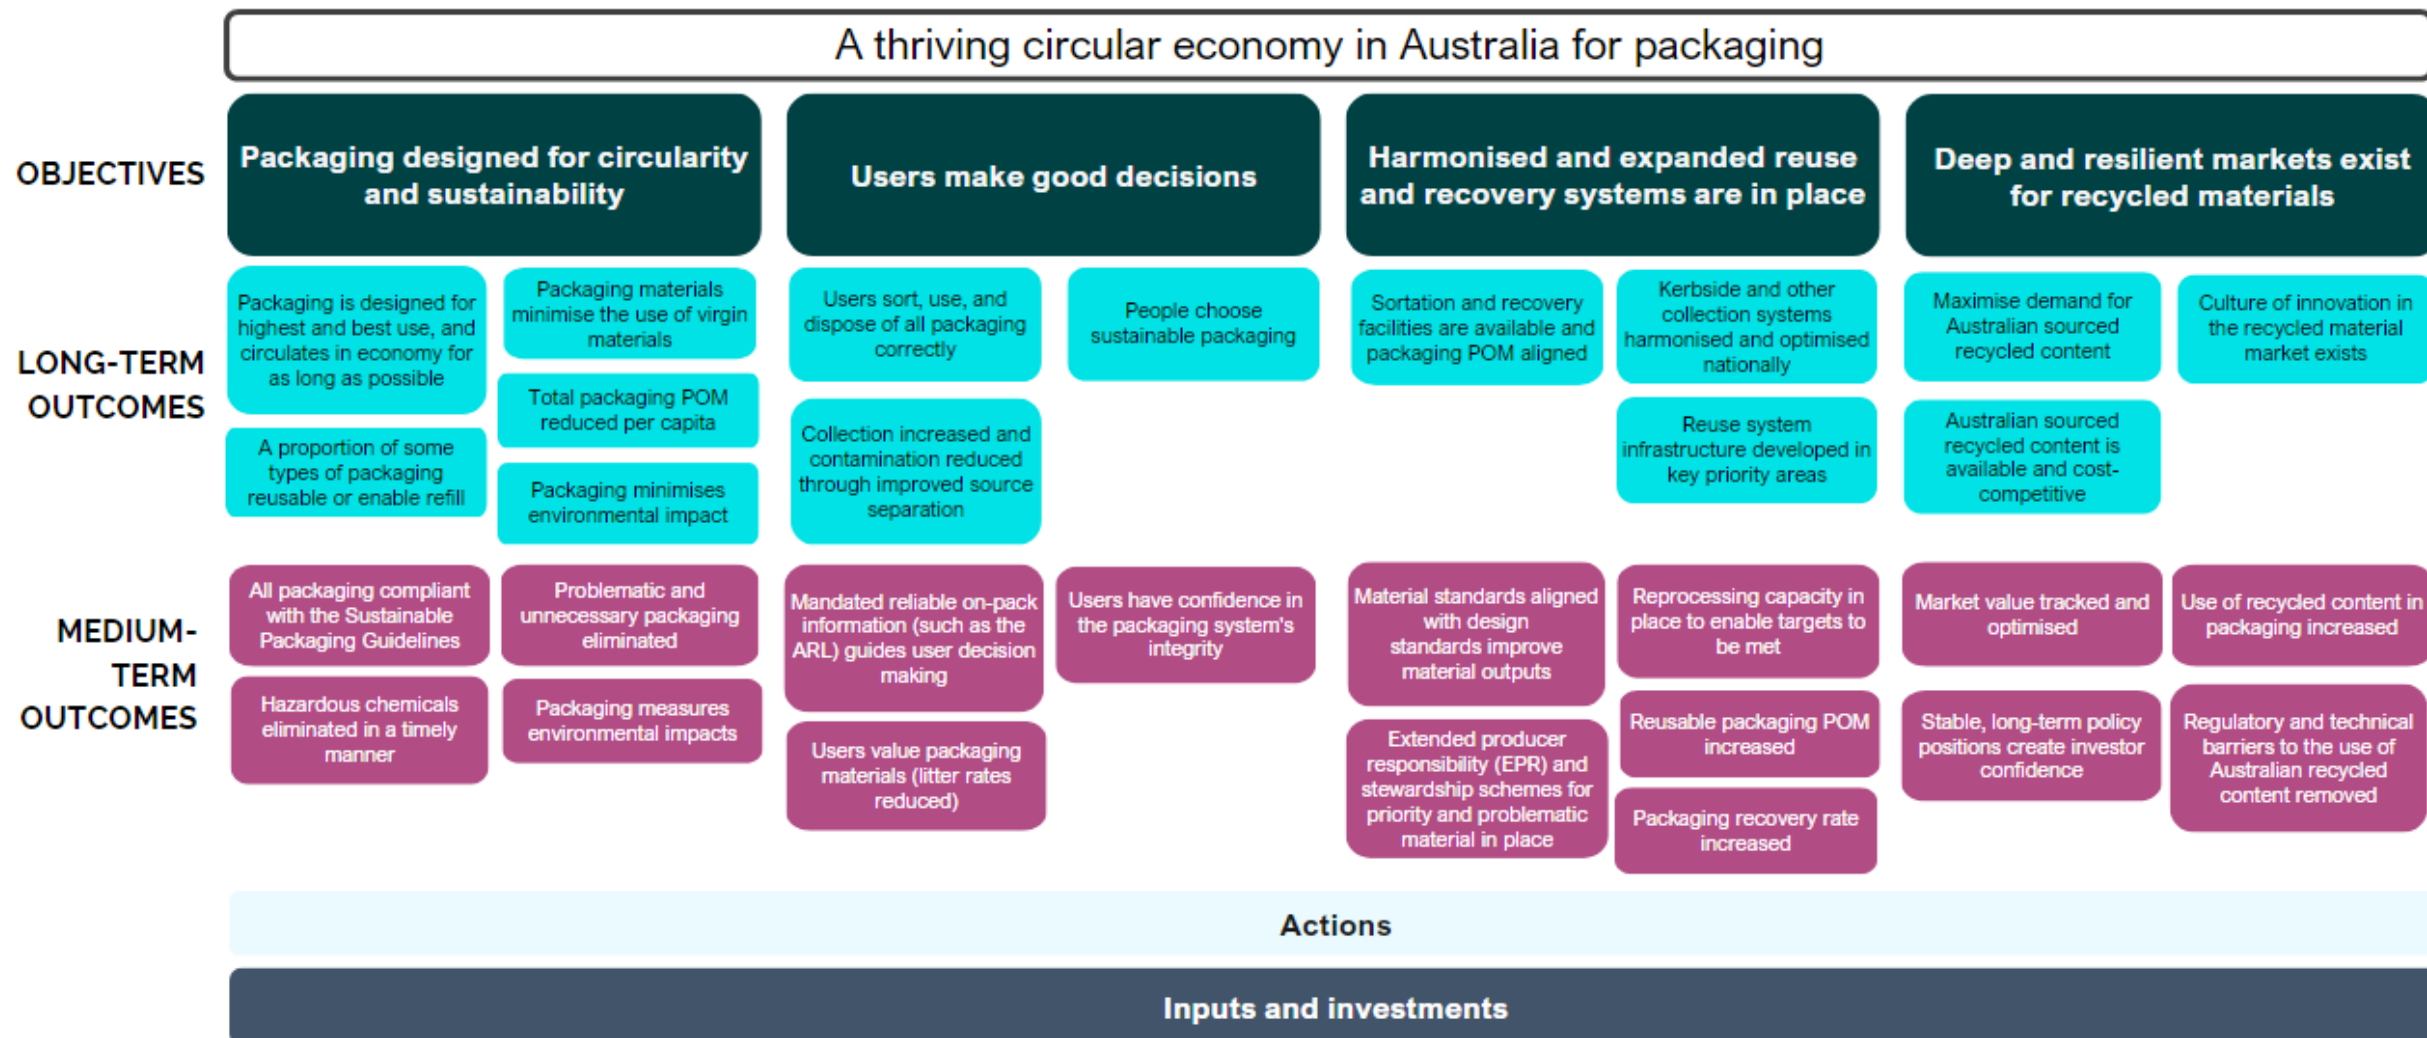 A thriving circular economy in Australia for packaging
OBJECTIVES
Packaging designed for circularity
and sustainability
Users make good decisions
Harmonised and expanded reuse
and recovery systems are in place
Deep and resilient markets exist
for recycled materials
LONG-TERM
OUTCOMES
Packaging is designed for
highest and best use, and
circulates in economy for
as long as possible
A proportion of some
types of packaging
reusable or enable refill
Packaging materials
minimise the use of virgin
materials
Total packaging POM
reduced per capita
Packaging minimises
environmental impact
Users sort, use, and
dispose of all packaging
correctly
Collection increased and
contamination reduced
through improved source
separation
People choose
sustainable packaging
Sortation and recovery
facilities are available and
packaging POM aligned
Kerbside and other
collection systems
harmonised and optimised
nationally
Reuse system
infrastructure developed in
key priority areas
Maximise demand for
Australian sourced
recycled content
Australian sourced
recycled content is
available and cost-
competitive
Culture of innovation in
the recycled material
market exists
MEDIUM-
TERM
OUTCOMES
All packaging compliant
with the Sustainable
Packaging Guidelines
Hazardous chemicals
eliminated in a timely
manner
Problematic and
unnecessary packaging
eliminated
Packaging measures
environmental impacts
Mandated reliable on-pack
information (such as the
ARL) guides user decision
making
Users value packaging
materials (litter rates
reduced)
Users have confidence in
the packaging system's
integrity
Material standards aligned
with design
standards improve
material outputs
Extended producer
responsibility (EPR) and
stewardship schemes for
priority and problematic
material in place
Reprocessing capacity in
place to enable targets to
be met
Reusable packaging POM
increased
Packaging recovery rate
increased
Market value tracked and
optimised
Stable, long-term policy
positions create investor
confidence
Use of recycled content in
packaging increased
Regulatory and technical
barriers to the use of
Australian recycled
content removed
Actions
Inputs and investments